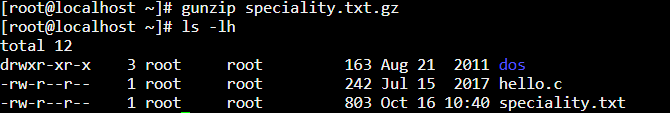 [root@localhost ~]# gunzip speciality.txt.gz
[root@localhost ~]# ls -lh
total 12
drwxr-xr-x    3 root     root         163 Aug 21  2011 dos
-rw-r--r--    1 root     root         242 Jul 15  2017 hello.c
-rw-r--r--    1 root     root         803 Oct 16 10:40 speciality.txt